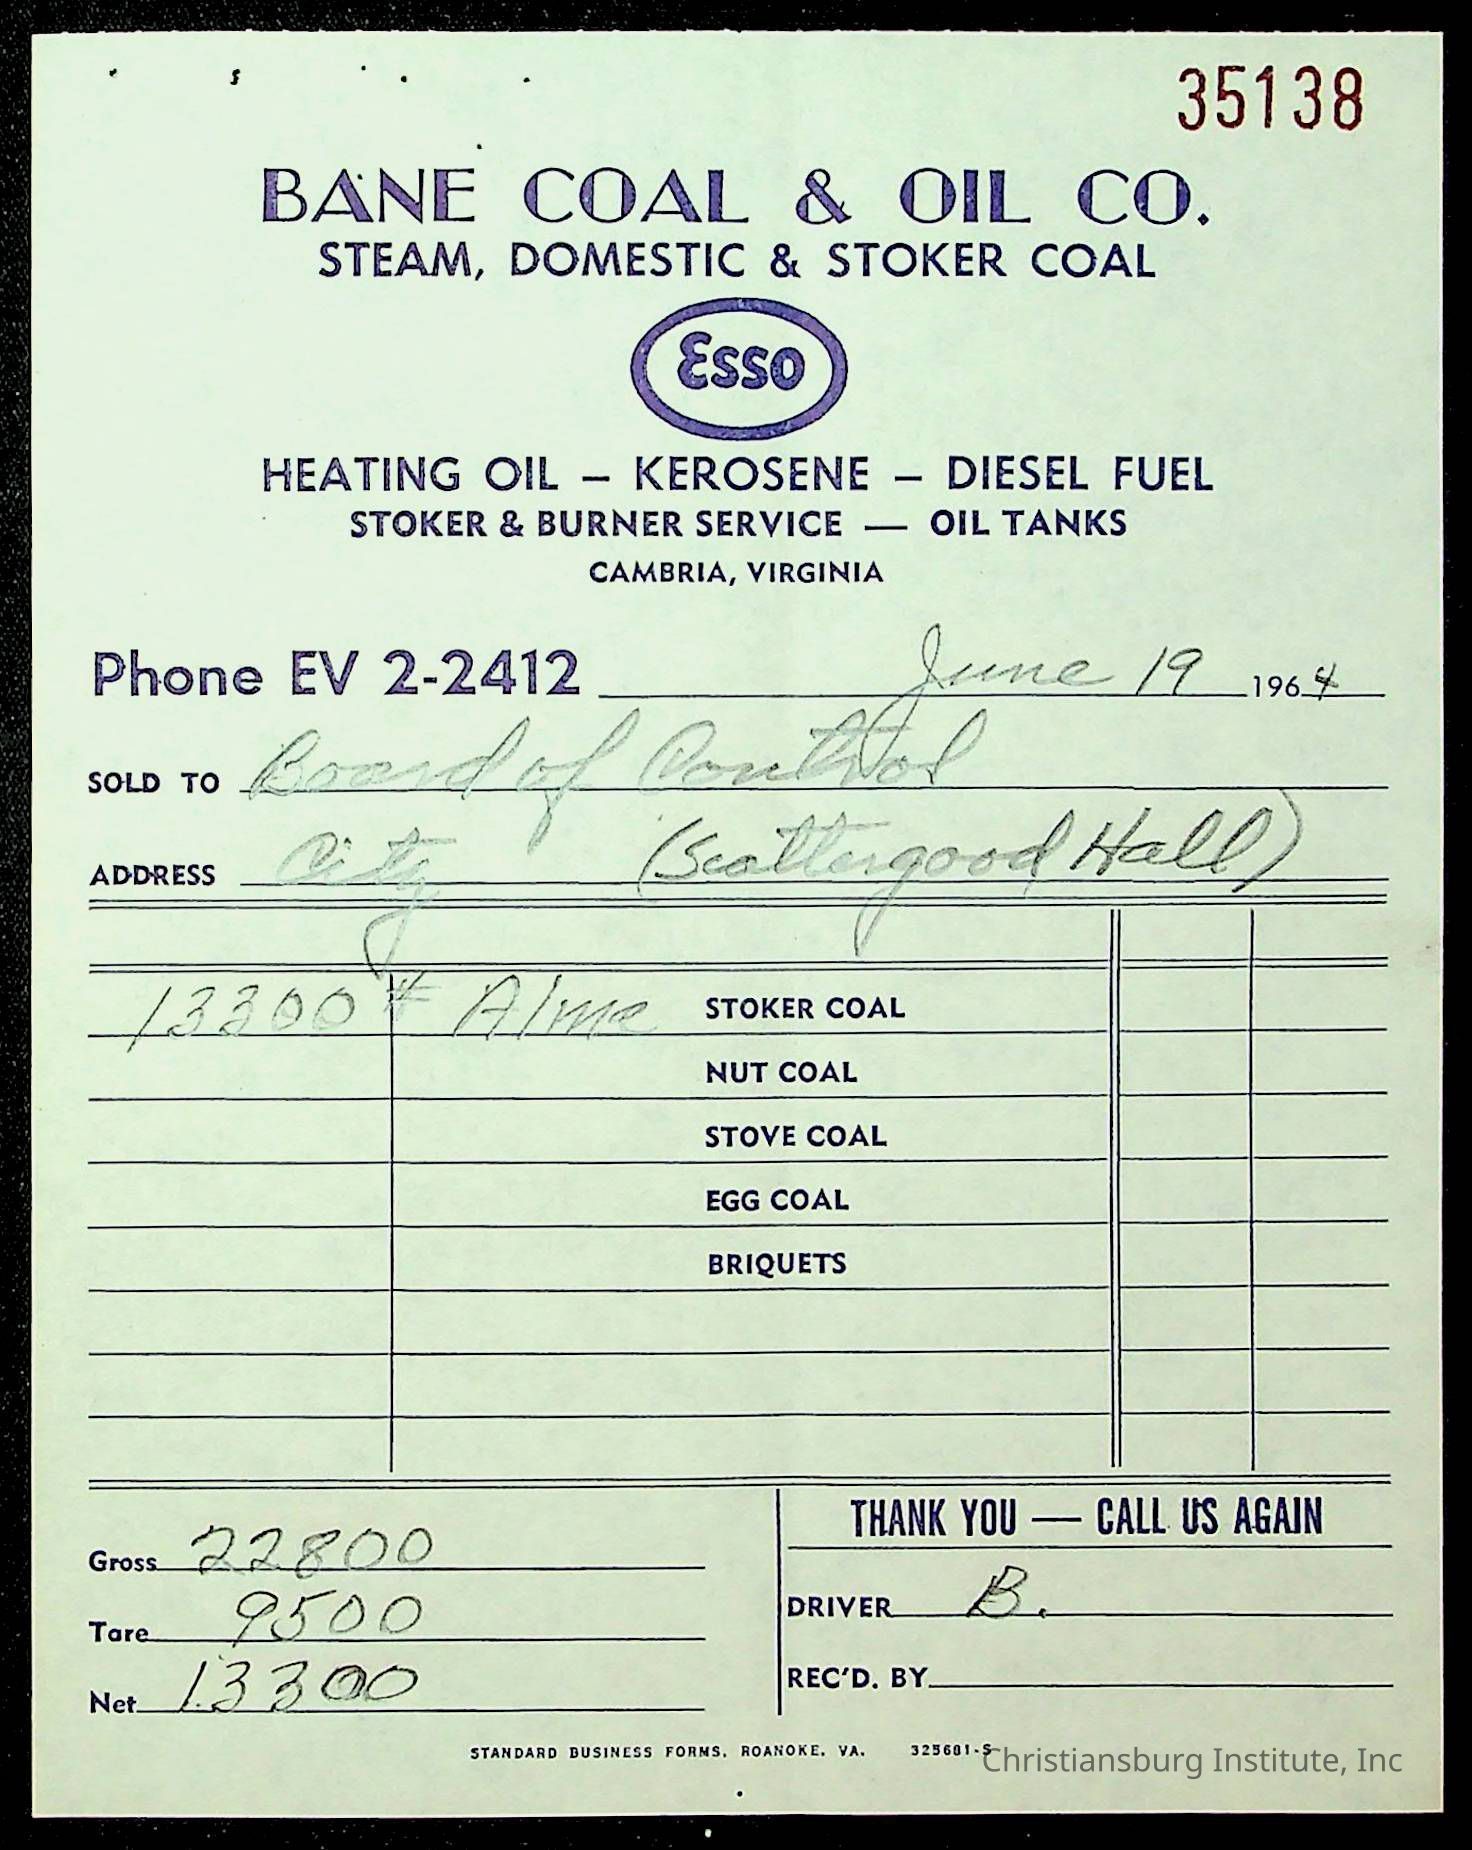 35138
BANE COAL & OIL CO.
STEAM, DOMESTIC & STOKER COAL
Esso
HEATING OIL – KEROSENE – DIESEL FUEL
STOKER & BURNER SERVICE — OIL TANKS
CAMBRIA, VIRGINIA
Phone EV 2-2412 June 19 1964
SOLD TO Board of Control
ADDRESS City (Scattergood Hall)
13300 # Alma STOKER COAL
NUT COAL
STOVE COAL
EGG COAL
BRIQUETS
THANK YOU — CALL US AGAIN
Gross 22800
Tare 9500
Net 13300
DRIVER B.
REC'D. BY
STANDARD BUSINESS FORMS, ROANOKE, VA. 325601-S
Christiansburg Institute, Inc